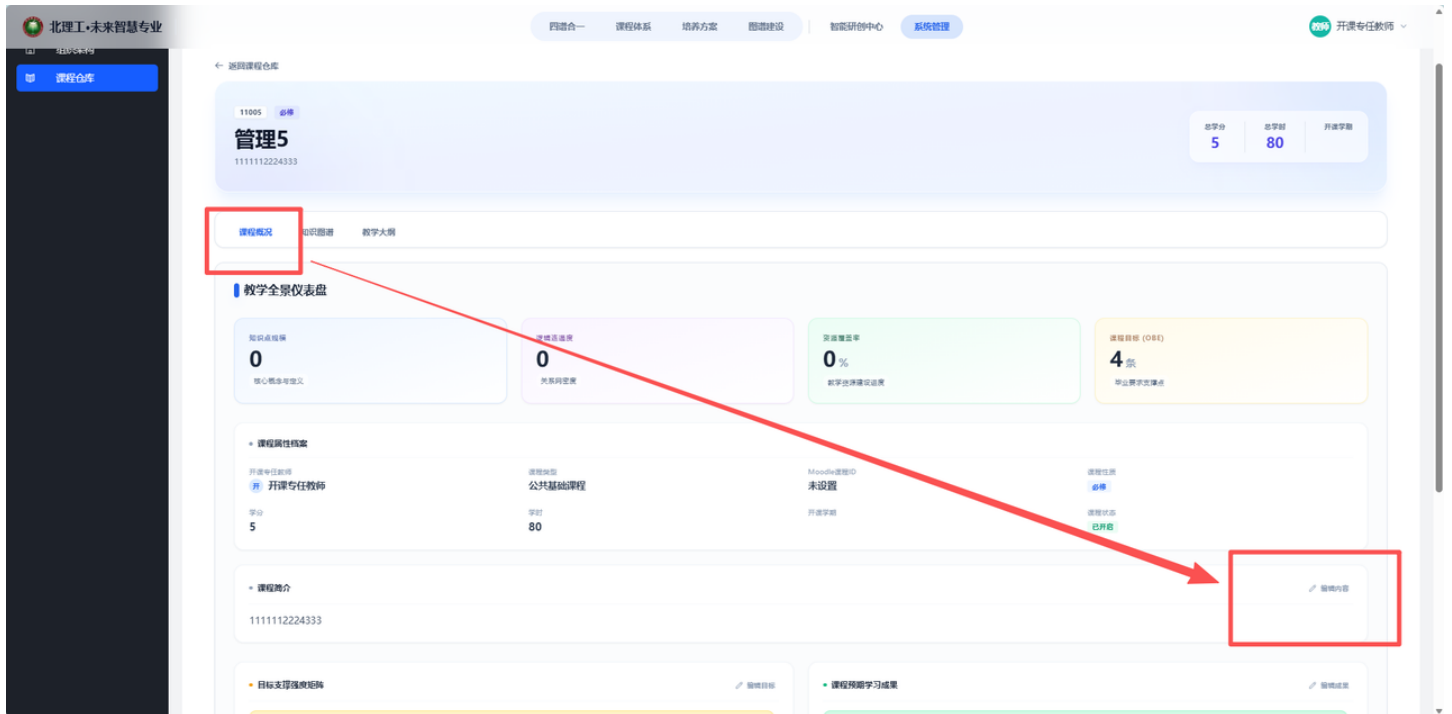 北理工•未来智慧专业
四谱合一 课程体系 培养方案 图谱建设 智能研创中心 系统管理
教师 开课专任教师
组织架构
课程仓库
← 返回课程仓库
11005 必修
管理5
1111112224333
总学分 总学时 开课学期
5 80
课程概况 知识图谱 教学大纲
教学全景仪表盘
知识点规模
0
核心概念与定义
逻辑连通度
0
关系网密度
资源覆盖率
0 %
教学资源建设进度
课程目标 (OBE)
4 条
毕业要求支撑点
课程属性档案
开课专任教师 课程类型 Moodle课程ID 课程性质
开 开课专任教师 公共基础课程 未设置 必修
学分 学时 开课学期 课程状态
5 80 已开启
课程简介 编辑内容
1111112224333
目标支撑强度矩阵 编辑目标 课程预期学习成果 编辑成果